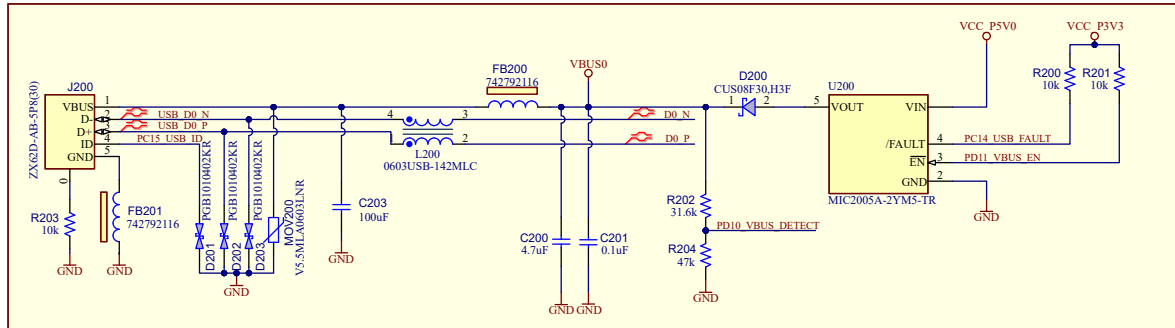 VCC_P5V0
VCC_P3V3
J200
ZX62D-AB-5P8(30)
VBUS
D-
D+
ID
GND
1
2
3
4
5
0
USB_D0_N
USB_D0_P
PC15_USB_ID
R203
10k
FB201
742792116
GND
GND
PGB1010402KR
PGB1010402KR
PGB1010402KR
D201
D202
D203
MOV200
V5.5MLA0603LNR
GND
C203
100uF
GND
FB200
742792116
4
3
1
2
L200
0603USB-142MLC
VBUS0
D0_N
D0_P
C200
4.7uF
C201
0.1uF
GND
GND
D200
CUS08F30,H3F
1
2
R202
31.6k
PD10_VBUS_DETECT
R204
47k
GND
U200
5
VOUT
VIN
1
/FAULT
4
EN
3
GND
2
MIC2005A-2YM5-TR
R200
10k
R201
10k
PC14_USB_FAULT
PD11_VBUS_EN
GND